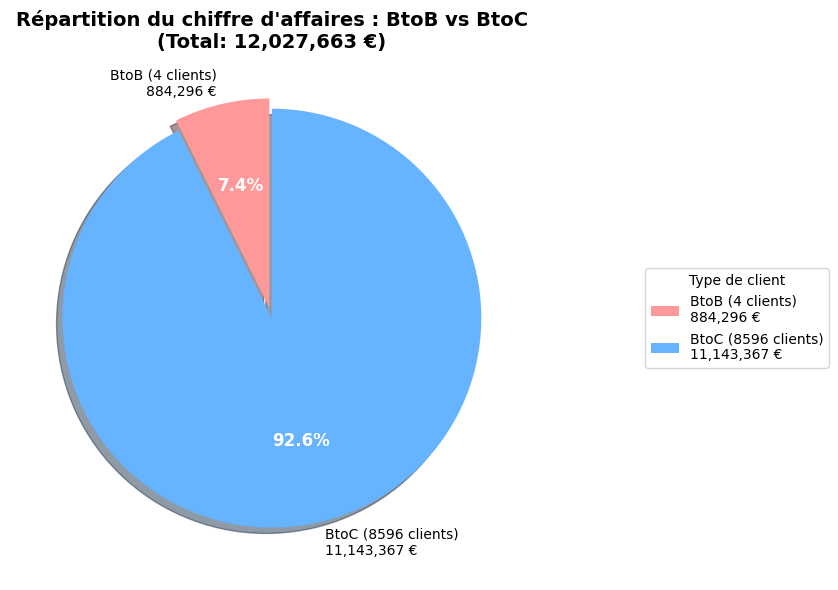 Répartition du chiffre d'affaires : BtoB vs BtoC
(Total: 12,027,663 €)
BtoB (4 clients)
884,296 €
7.4%
Type de client
BtoB (4 clients)
884,296 €
BtoC (8596 clients)
11,143,367 €
92.6%
BtoC (8596 clients)
11,143,367 €